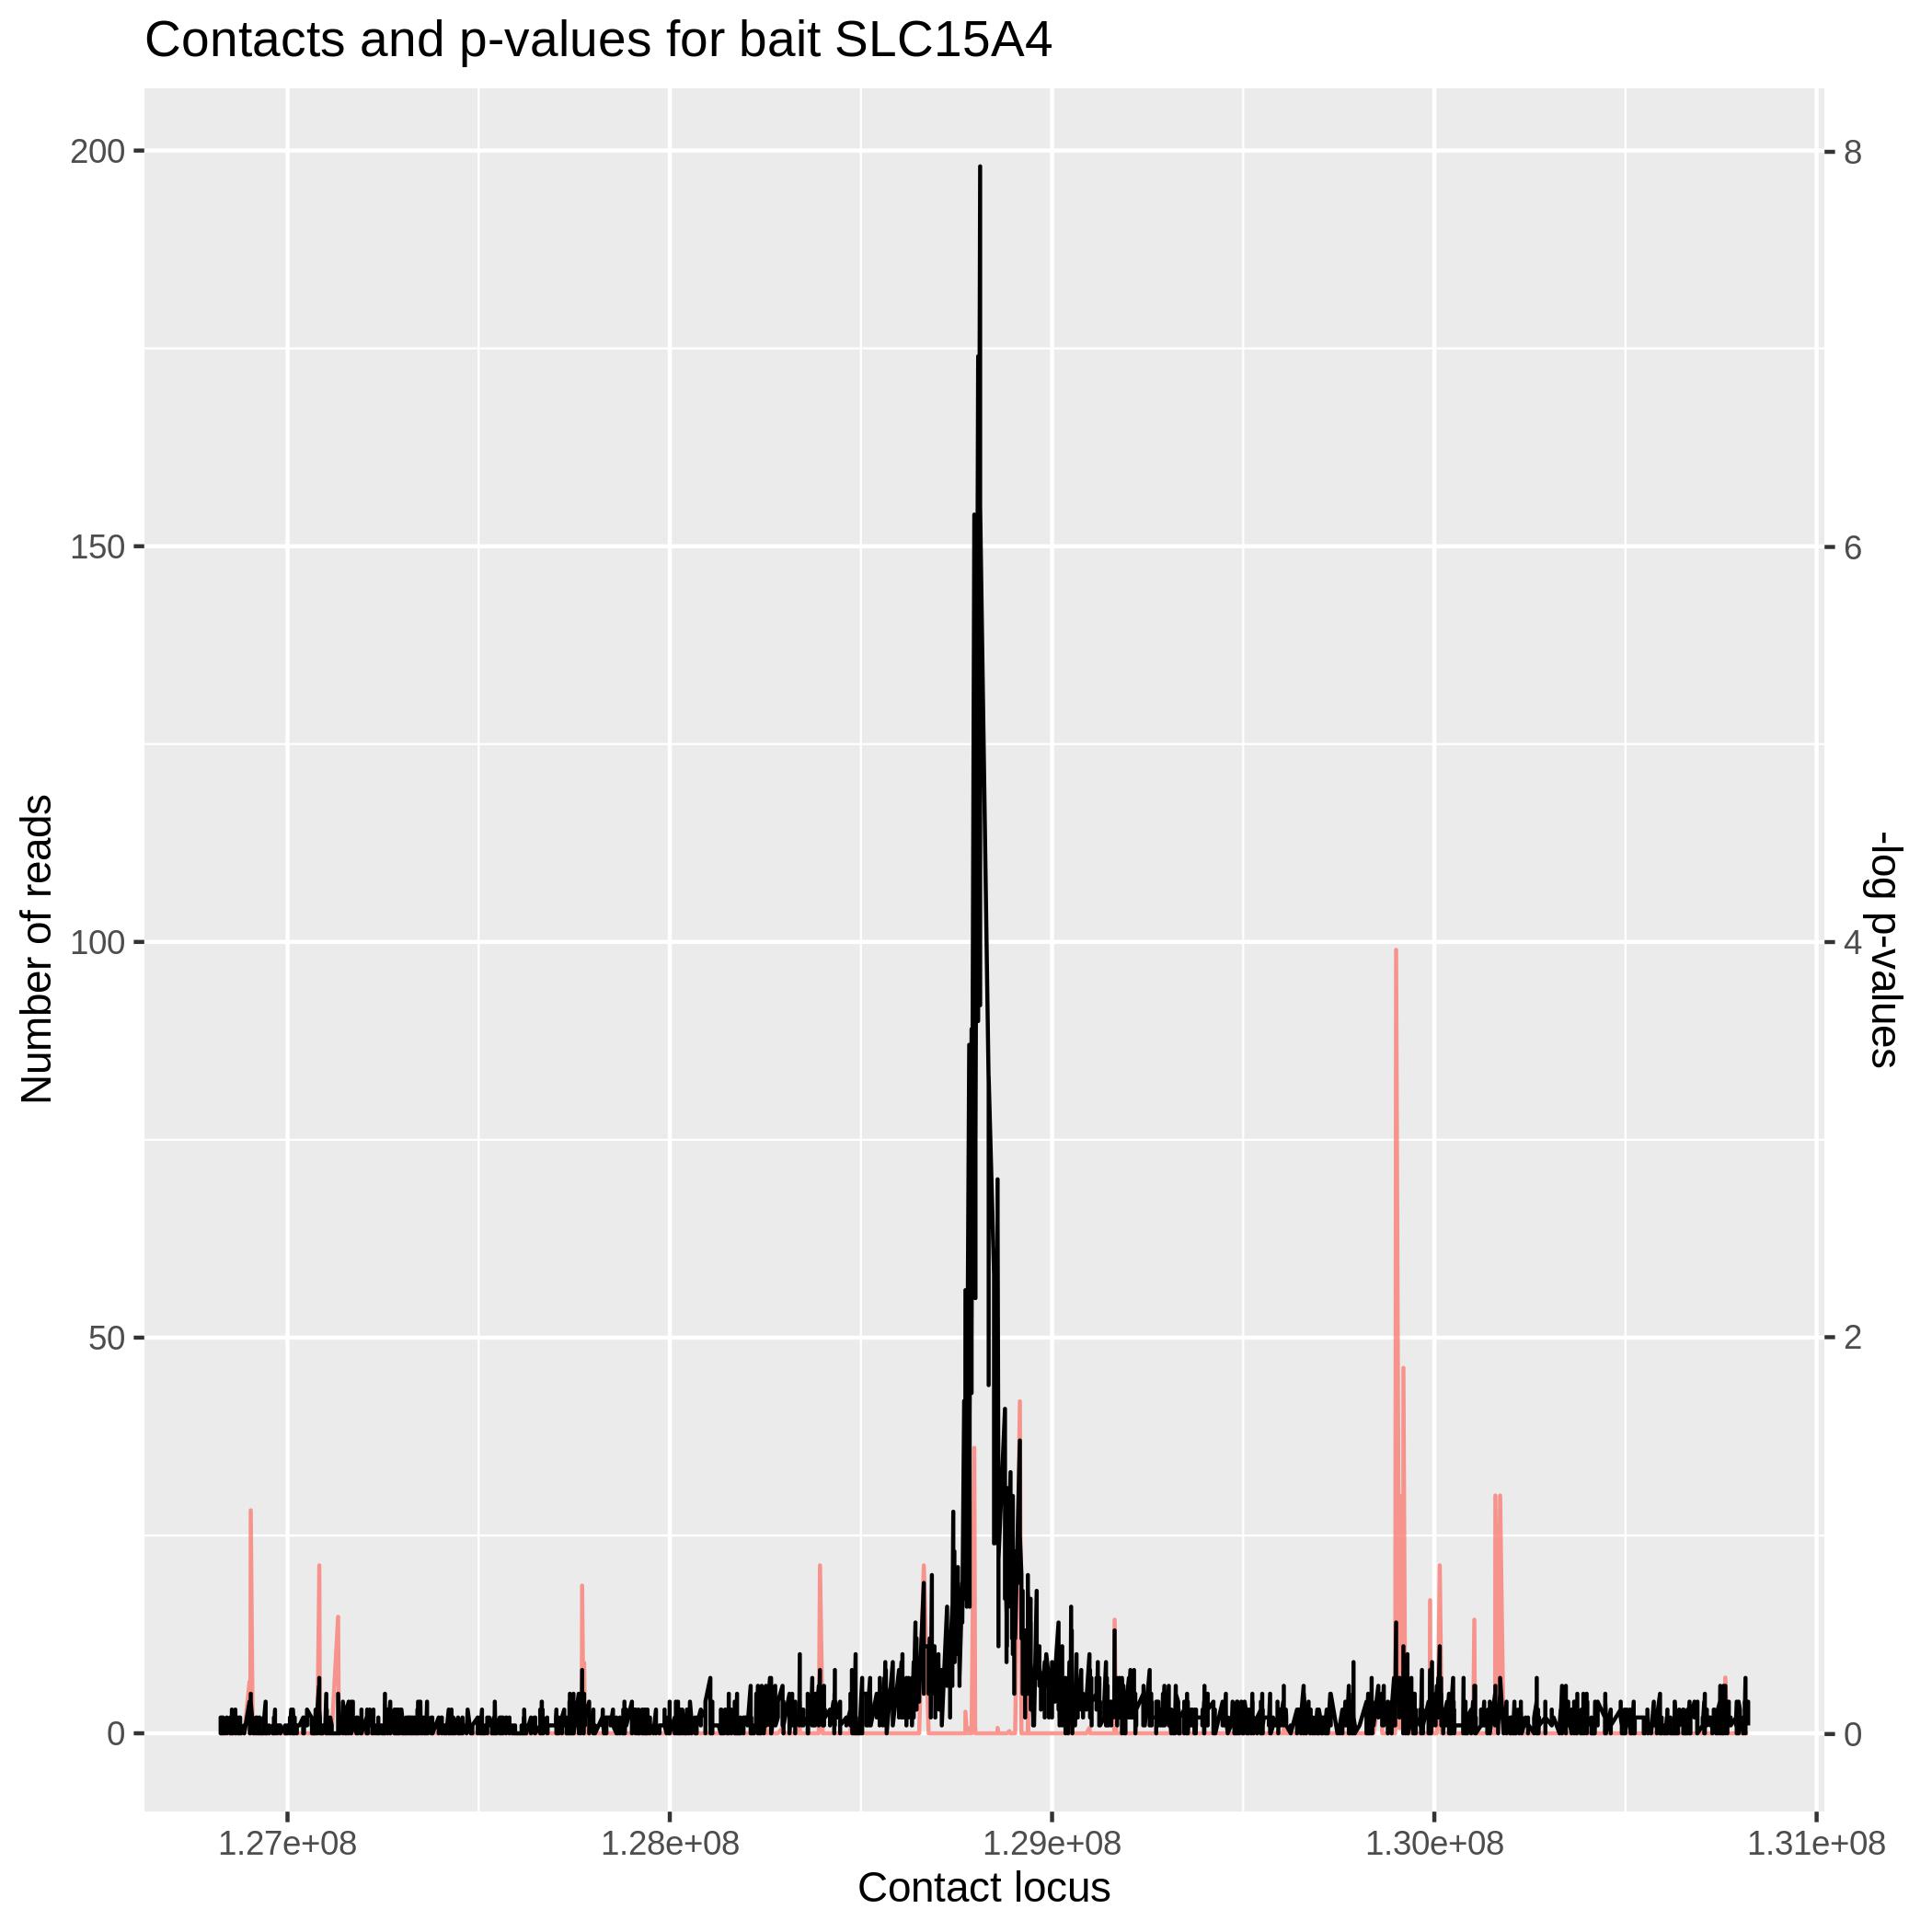 Contacts and p-values for bait SLC15A4
200
150
100
50
0
Number of reads
8
6
4
2
0
-log p-values
1.27e+08
1.28e+08
1.29e+08
1.30e+08
1.31e+08
Contact locus